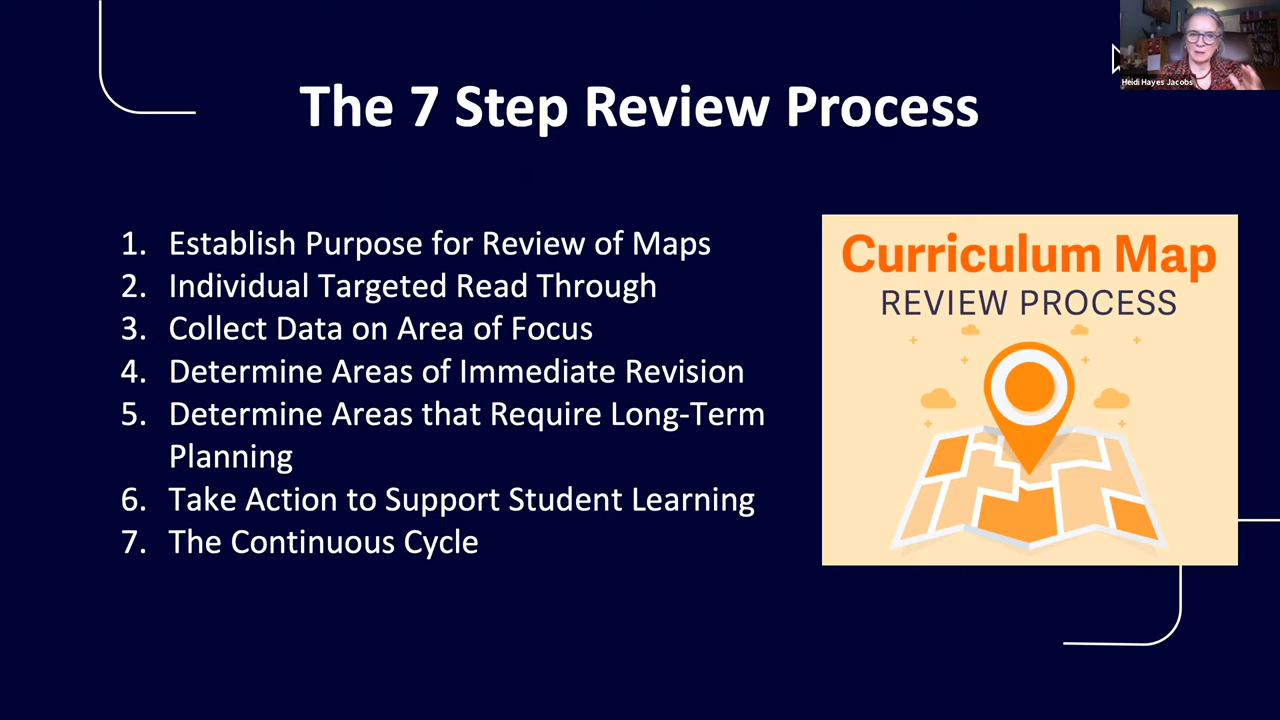 Heidi Hayes Jacobs
The 7 Step Review Process
1. Establish Purpose for Review of Maps
2. Individual Targeted Read Through
3. Collect Data on Area of Focus
4. Determine Areas of Immediate Revision
5. Determine Areas that Require Long-Term
Planning
6. Take Action to Support Student Learning
7. The Continuous Cycle
Curriculum Map
REVIEW PROCESS